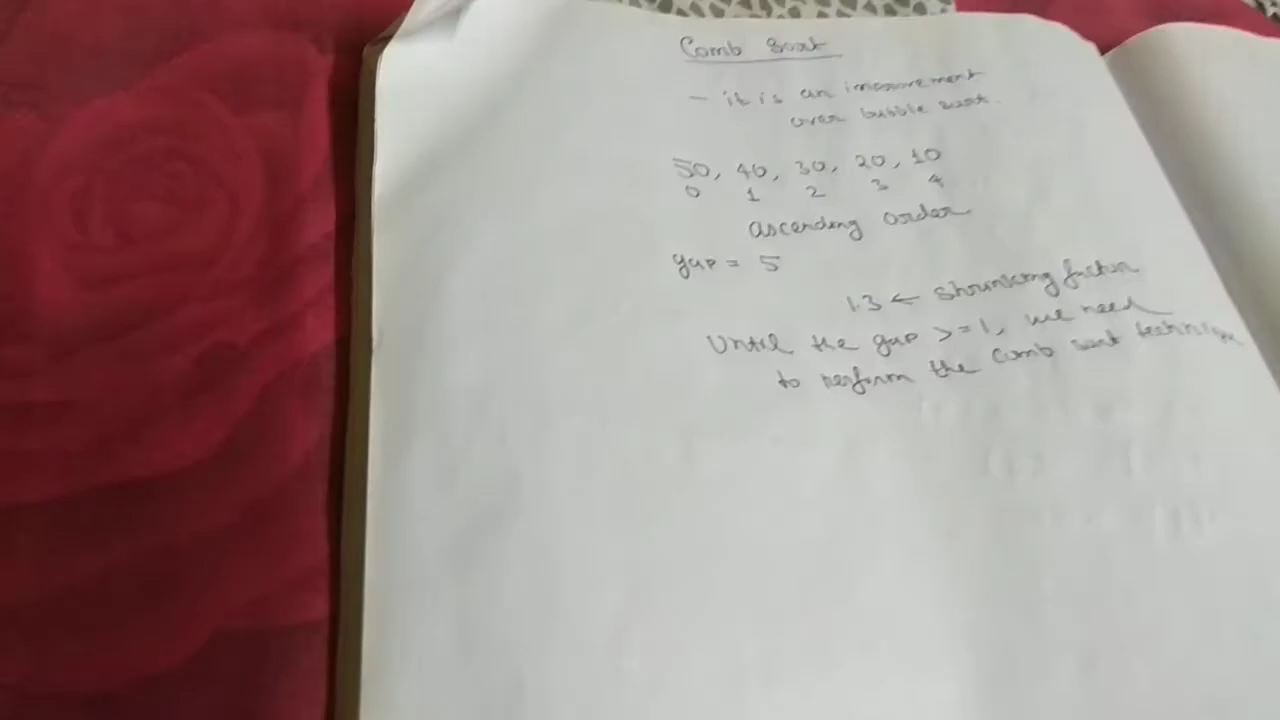 Comb Sort
- it is an improvement
over bubble sort.
50, 40, 30, 20, 10
0 1 2 3 4
ascending order
gap = 5
1.3 ← shrinking factor
Until the gap >= 1, we need
to perform the comb sort technique